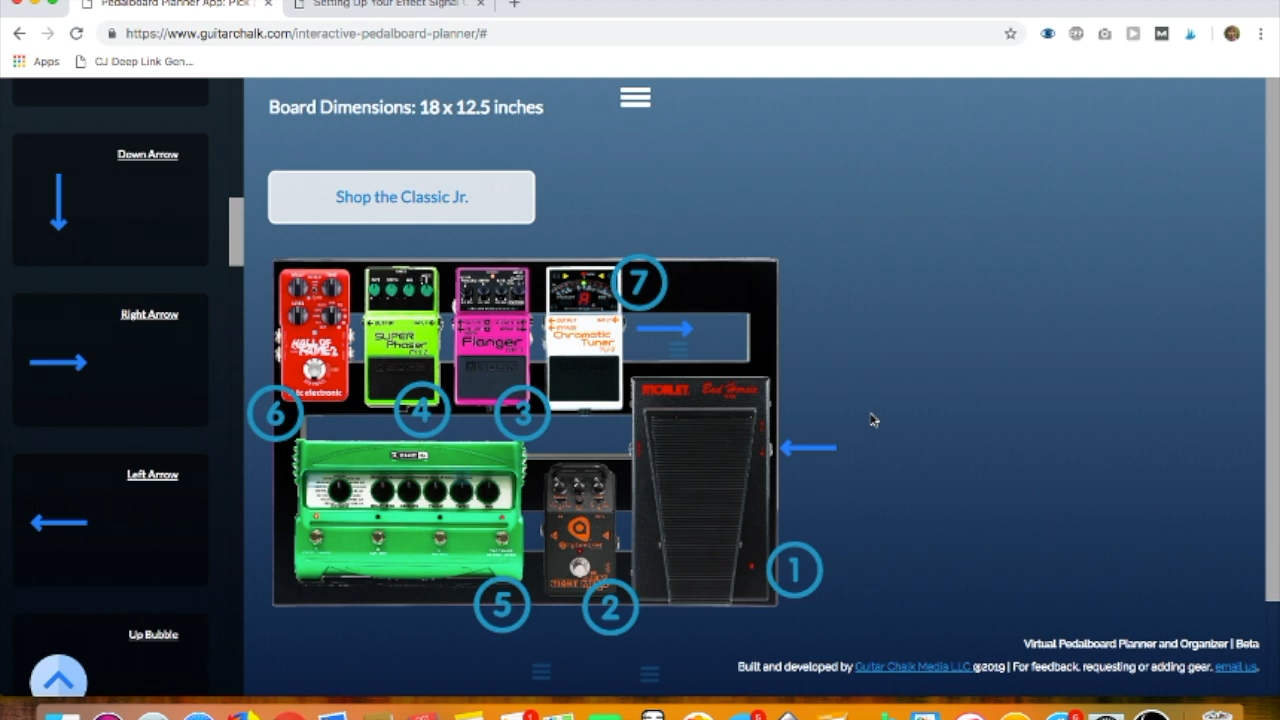 Pedalboard Planner App: Pick
Setting Up Your Effect Signal C
https://www.guitarchalk.com/interactive-pedalboard-planner/#
Apps
CJ Deep Link Gen...
Board Dimensions: 18 x 12.5 inches
Down Arrow
Shop the Classic Jr.
Right Arrow
Left Arrow
Up Bubble
7
HALL OF FAME 2
tc electronic
SUPER Phaser
Flanger
Chromatic Tuner
MORLEY Bad Horsie
6
4
3
BOSS
LINE 6
1
5
2
Virtual Pedalboard Planner and Organizer | Beta
Built and developed by Guitar Chalk Media LLC @2019 | For feedback, requesting or adding gear, email us.